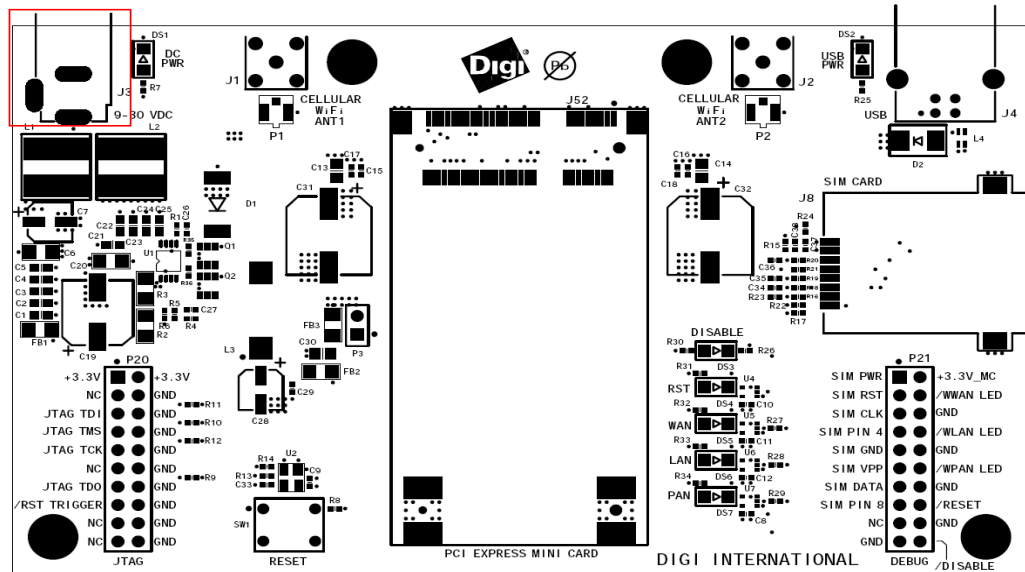 DS1
DC
PWR
J3
R7
9-30 VDC
J1
CELLULAR
WiFi
ANT1
P1
Digi®
Pb
J52
CELLULAR
WiFi
ANT2
P2
J2
DS2
USB
PWR
R25
USB
J4
D2
L4
L1
L2
C17
C13
C15
C31
D1
C16
C14
C18
C32
SIM CARD
J8
R24
C7
C24
C25
R1
C26
C22
C21
C23
R35
U1
Q1
C6
C20
R36
Q2
C5
C4
C3
C2
C1
R3
R5
R6
R4
C27
R2
FB1
C19
FB3
C30
P3
L3
FB2
C29
C28
R15
C38
C37
C36
R20
R21
C35
R19
C34
R18
R23
R16
R22
R17
P20
+3.3V +3.3V
NC GND
JTAG TDI GND
JTAG TMS GND
JTAG TCK GND
NC GND
JTAG TDO GND
/RST TRIGGER GND
NC GND
NC GND
JTAG
R11
R10
R12
R9
R14
U2
R13
C9
C33
SW1
R8
RESET
PCI EXPRESS MINI CARD
DISABLE
R30 R26
DS3
R31
U4
RST
DS4
C10
R32
U5
WAN
R27
DS5
C11
R33
U6
LAN
R28
DS6
C12
R34
U7
PAN
R29
DS7
C8
DIGI INTERNATIONAL
P21
SIM PWR +3.3V_MC
SIM RST /WWAN LED
SIM CLK GND
SIM PIN 4 /WLAN LED
SIM GND GND
SIM VPP /WPAN LED
SIM DATA GND
SIM PIN 8 /RESET
NC GND
GND /DISABLE
DEBUG